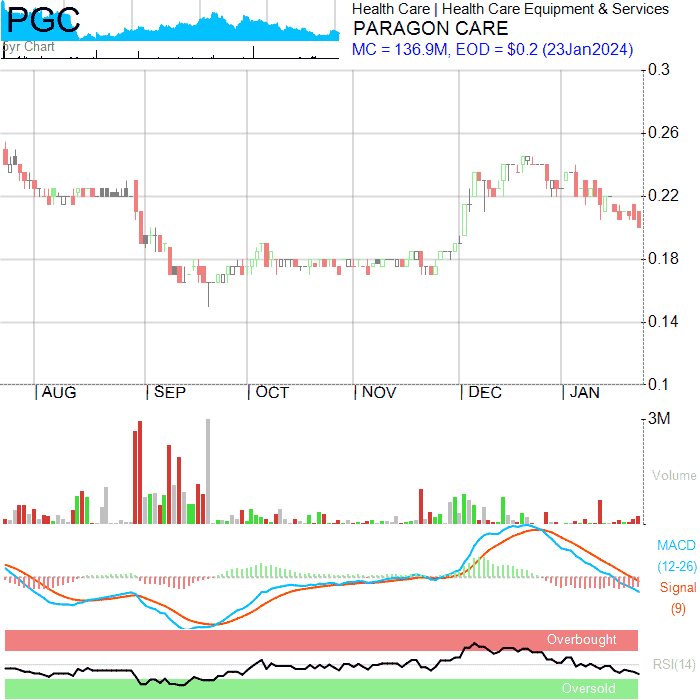 PGC
5yr Chart
Health Care | Health Care Equipment & Services
PARAGON CARE
MC = 136.9M, EOD = $0.2 (23Jan2024)
0.3
0.26
0.22
0.18
0.14
0.1
| AUG | SEP | OCT | NOV | DEC | JAN
3M
Volume
MACD
(12-26)
Signal
(9)
Overbought
RSI(14)
Oversold